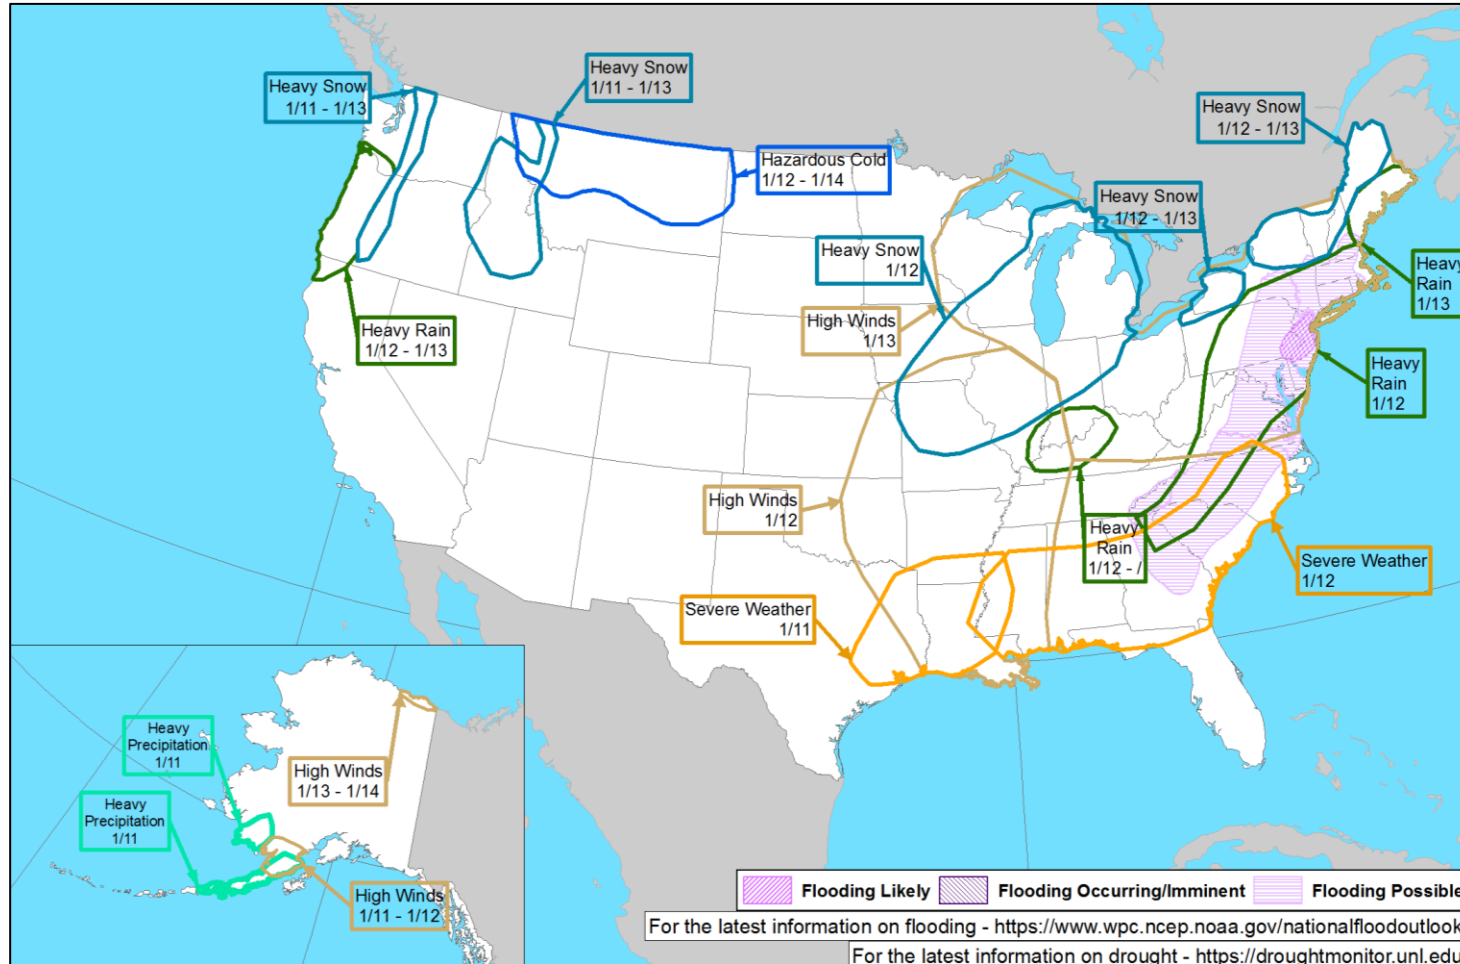 Heavy Snow
1/11 - 1/13
Heavy Snow
1/11 - 1/13
Heavy Snow
1/12 - 1/13
Hazardous Cold
1/12 - 1/14
Heavy Snow
1/12 - 1/13
Heavy Snow
1/12
Heavy
Rain
1/13
High Winds
1/13
Heavy Rain
1/12 - 1/13
Heavy
Rain
1/12
High Winds
1/12
Heavy
Rain
1/12 - /
Severe Weather
1/12
Severe Weather
1/11
Heavy
Precipitation
1/11
High Winds
1/13 - 1/14
Heavy
Precipitation
1/11
High Winds
1/11 - 1/12
Flooding Likely
Flooding Occurring/Imminent
Flooding Possible
For the latest information on flooding - https://www.wpc.ncep.noaa.gov/nationalfloodoutlook
For the latest information on drought - https://droughtmonitor.unl.edu